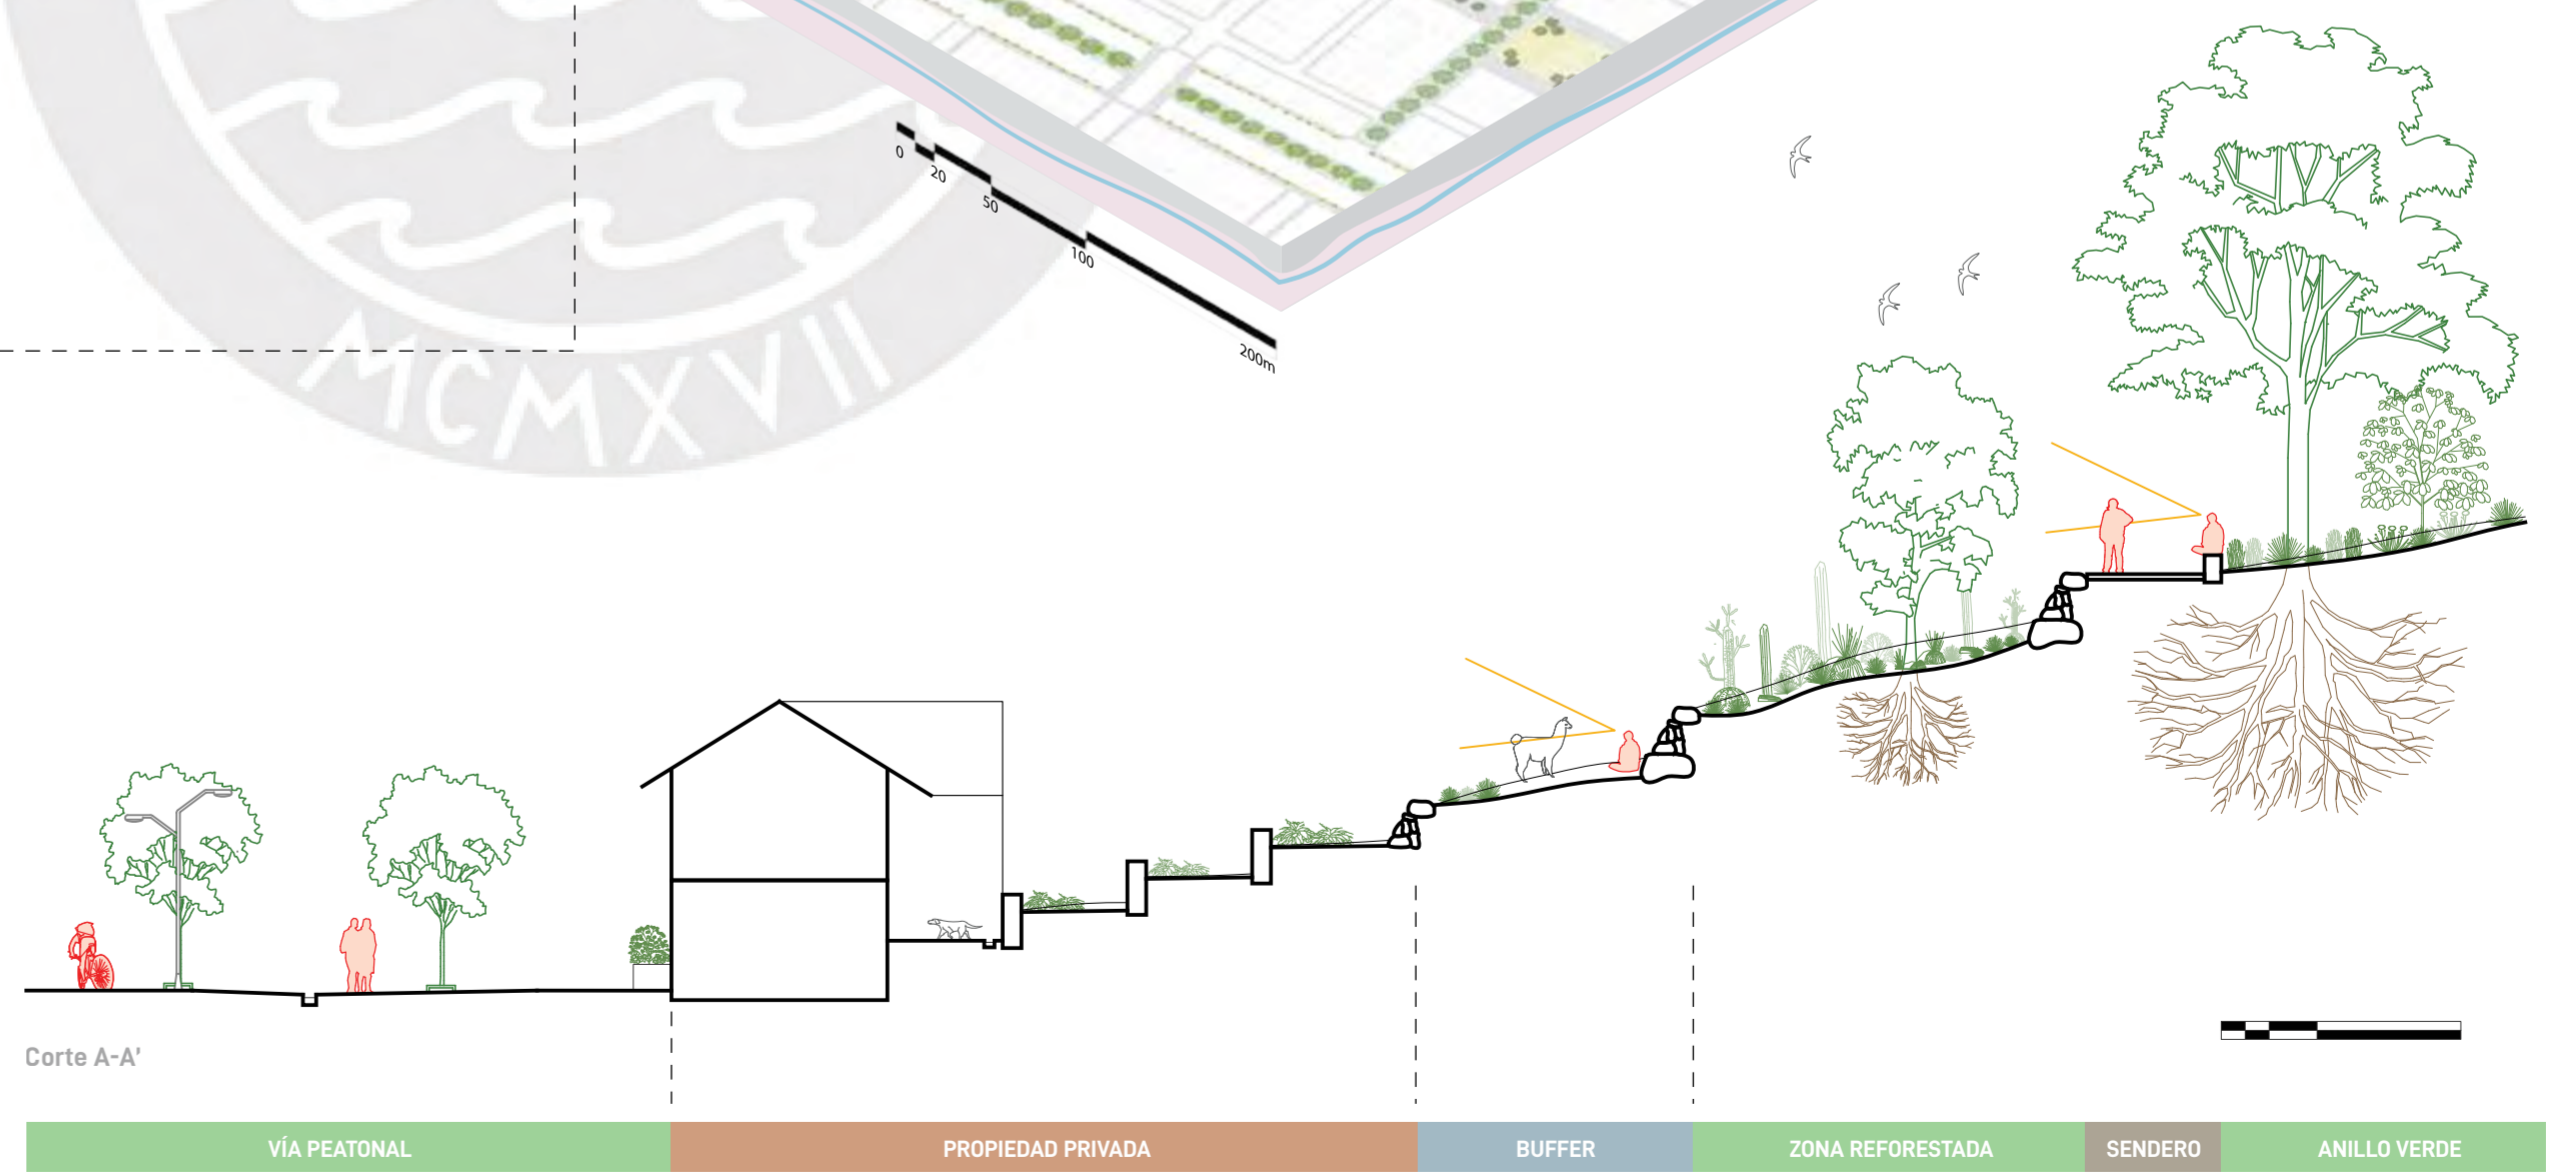 0
20
50
100
200m
MCMXVII
Corte A-A'
VÍA PEATONAL
PROPIEDAD PRIVADA
BUFFER
ZONA REFORESTADA
SENDERO
ANILLO VERDE